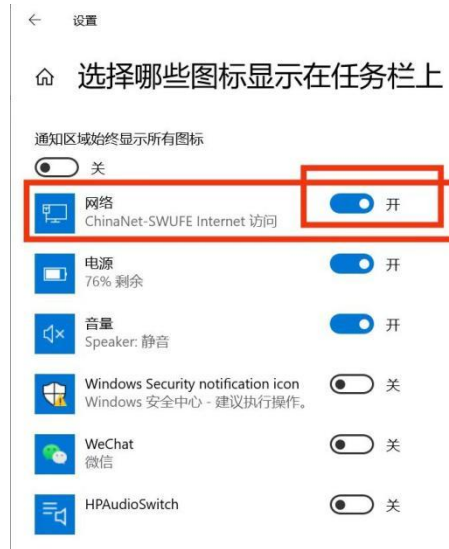 设置
选择哪些图标显示在任务栏上
通知区域始终显示所有图标
关
网络
开
ChinaNet-SWUFE Internet 访问
电源
开
76% 剩余
音量
开
Speaker: 静音
Windows Security notification icon
关
Windows 安全中心 - 建议执行操作。
WeChat
关
微信
HPAudioSwitch
关